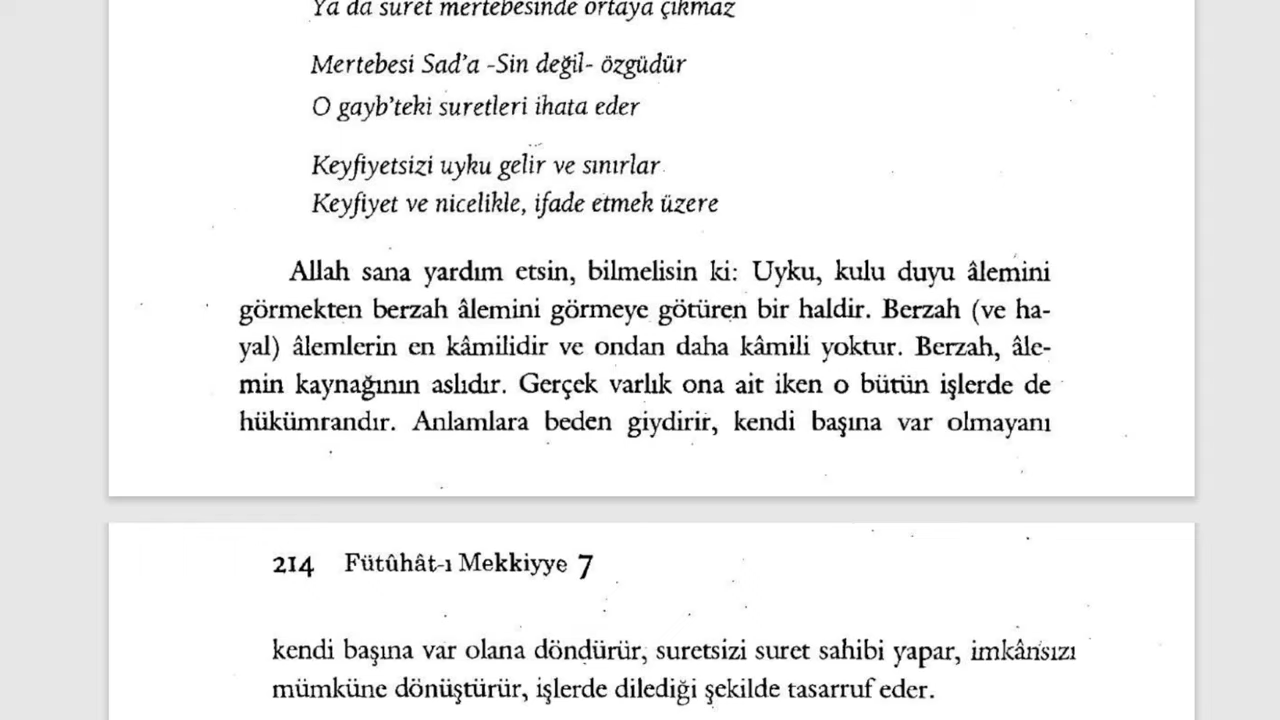 Ya da suret mertebesinde ortaya çıkmaz
Mertebesi Sad'a -Sin değil- özgüdür
O gayb'teki suretleri ihata eder
Keyfiyetsizi uyku gelir ve sınırlar
Keyfiyet ve nicelikle, ifade etmek üzere
Allah sana yardım etsin, bilmelisin ki: Uyku, kulu duyu âlemini
görmekten berzah âlemini görmeye götüren bir haldir. Berzah (ve ha-
yal) âlemlerin en kâmilidir ve ondan daha kâmili yoktur. Berzah, âle-
min kaynağının aslıdır. Gerçek varlık ona ait iken o bütün işlerde de
hükümrandır. Anlamlara beden giydirir, kendi başına var olmayanı
214 Fütûhât-ı Mekkiyye 7
kendi başına var olana döndürür, suretsizi suret sahibi yapar, imkânsızı
mümküne dönüştürür, işlerde dilediği şekilde tasarruf eder.